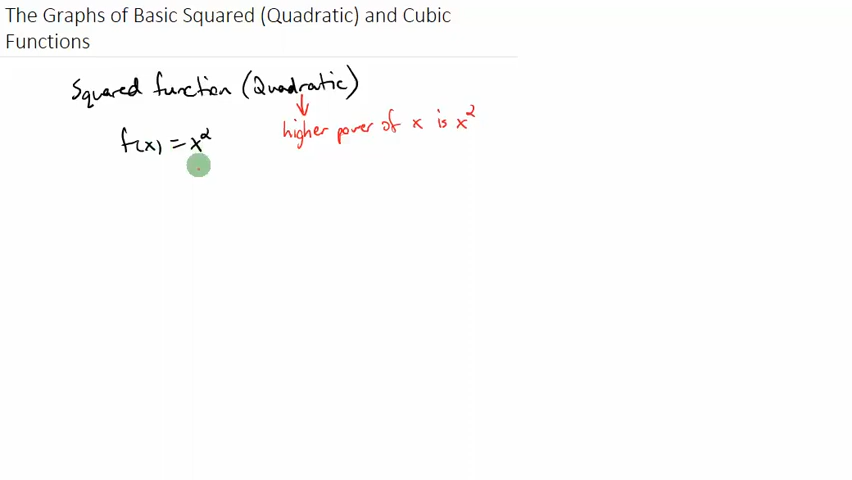 The Graphs of Basic Squared (Quadratic) and Cubic
Functions
Squared function (Quadratic)
higher power of x is x²
f(x) = x²